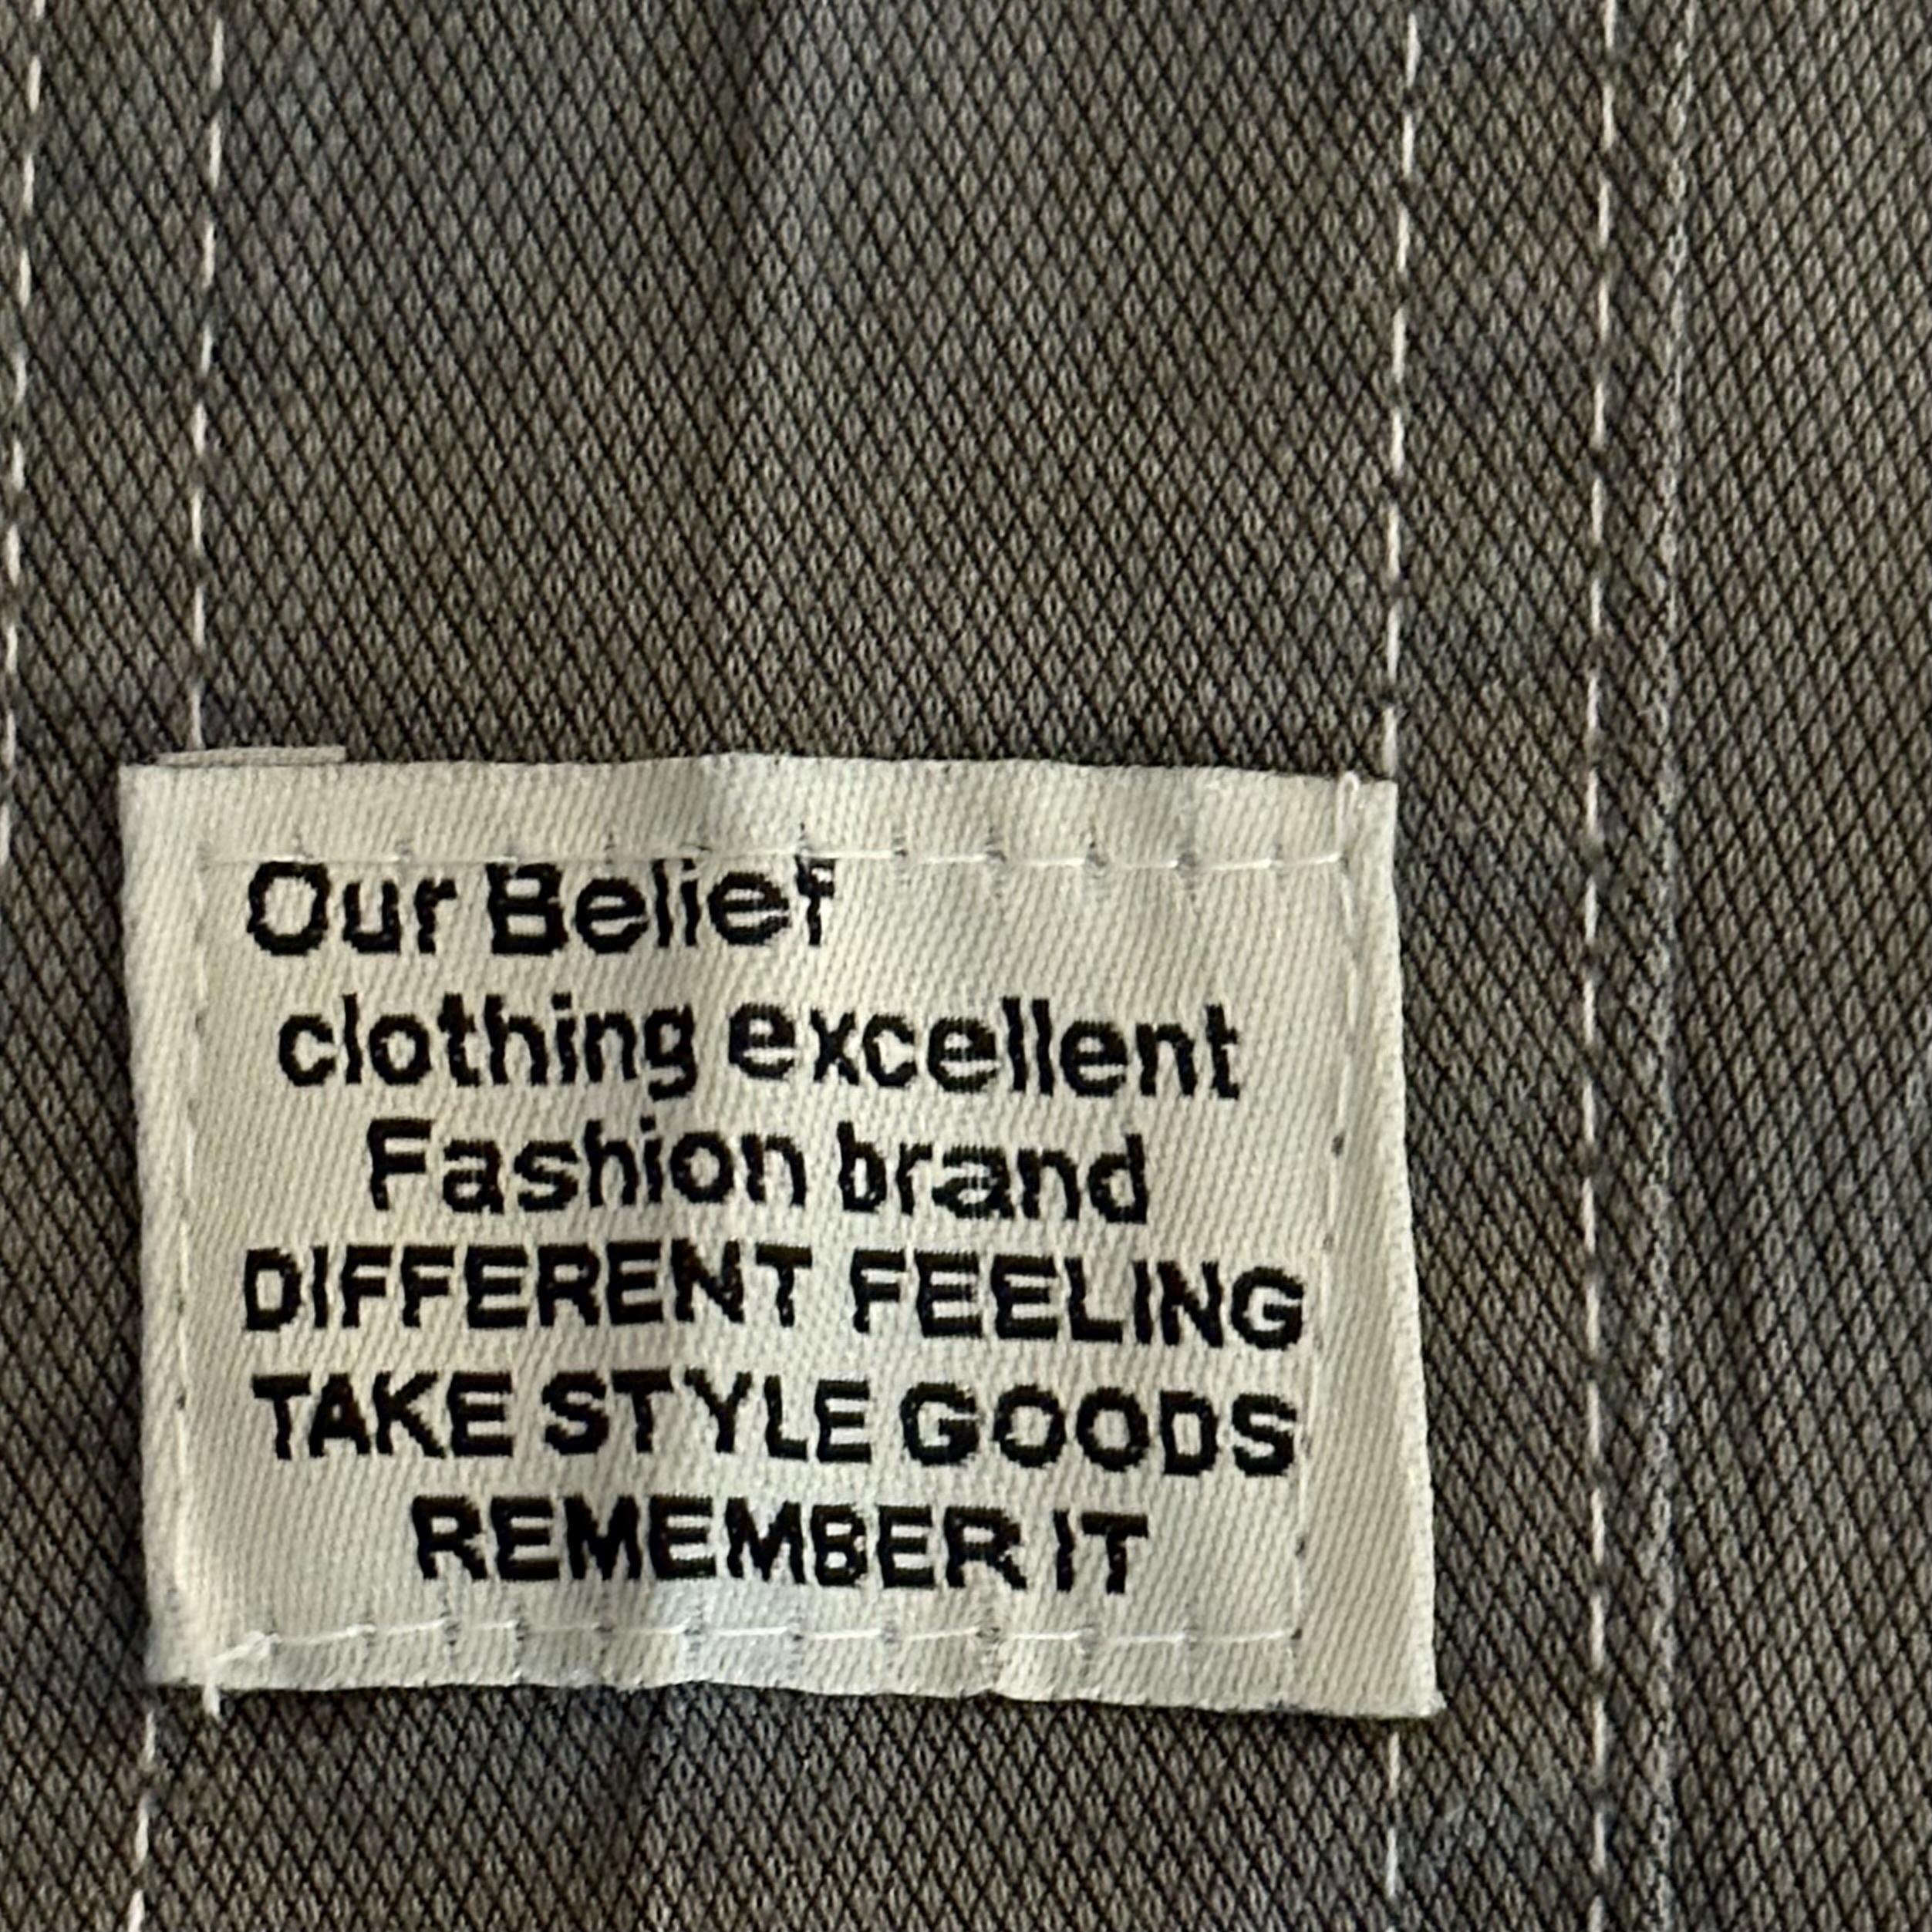 Our Belief
clothing excellent
Fashion brand
DIFFERENT FEELING
TAKE STYLE GOODS
REMEMBER IT